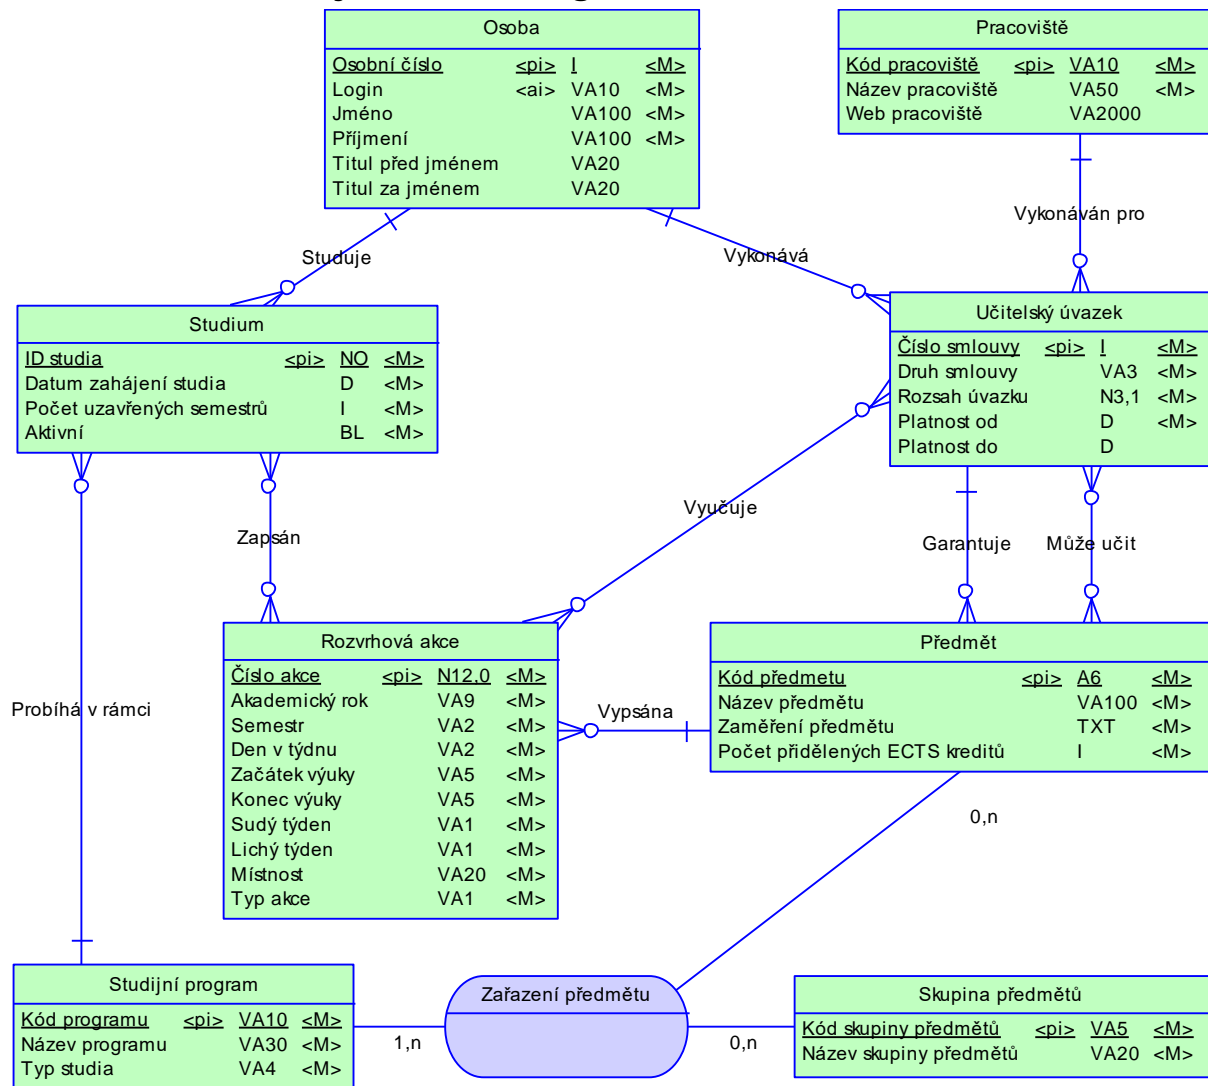 Osoba
Osobní číslo <pi> I <M>
Login <ai> VA10 <M>
Jméno VA100 <M>
Příjmení VA100 <M>
Titul před jménem VA20
Titul za jménem VA20
Pracoviště
Kód pracoviště <pi> VA10 <M>
Název pracoviště VA50 <M>
Web pracoviště VA2000
Studuje
Vykonává
Vykonáván pro
Studium
ID studia <pi> NO <M>
Datum zahájení studia D <M>
Počet uzavřených semestrů I <M>
Aktivní BL <M>
Učitelský úvazek
Číslo smlouvy <pi> I <M>
Druh smlouvy VA3 <M>
Rozsah úvazku N3,1 <M>
Platnost od D <M>
Platnost do D
Zapsán
Vyučuje
Garantuje
Může učit
Probíhá v rámci
Rozvrhová akce
Číslo akce <pi> N12,0 <M>
Akademický rok VA9 <M>
Semestr VA2 <M>
Den v týdnu VA2 <M>
Začátek výuky VA5 <M>
Konec výuky VA5 <M>
Sudý týden VA1 <M>
Lichý týden VA1 <M>
Místnost VA20 <M>
Typ akce VA1 <M>
Vypsána
Předmět
Kód předmetu <pi> A6 <M>
Název předmětu VA100 <M>
Zaměření předmětu TXT <M>
Počet přidělených ECTS kreditů I <M>
0,n
Studijní program
Kód programu <pi> VA10 <M>
Název programu VA30 <M>
Typ studia VA4 <M>
1,n
Zařazení předmětu
0,n
Skupina předmětů
Kód skupiny předmětů <pi> VA5 <M>
Název skupiny předmětů VA20 <M>